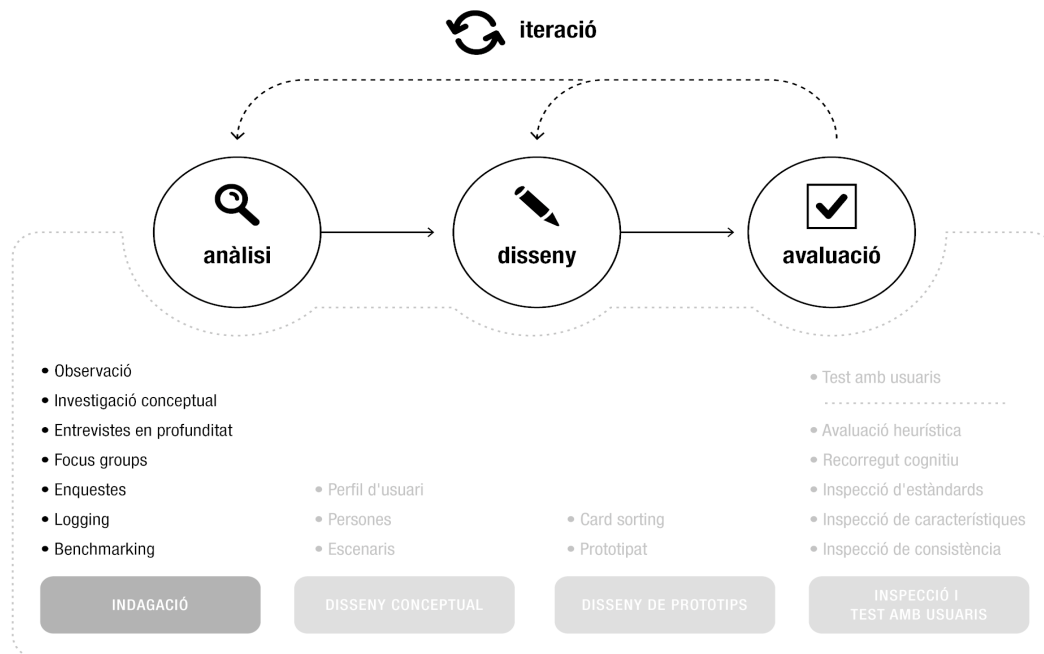 iteració
anàlisi
disseny
avaluació
• Observació
• Investigació conceptual
• Entrevistes en profunditat
• Focus groups
• Enquestes
• Logging
• Benchmarking
INDAGACIÓ
• Perfil d'usuari
• Persones
• Escenaris
DISSENY CONCEPTUAL
• Card sorting
• Prototipat
DISSENY DE PROTOTIPS
• Test amb usuaris
• Avaluació heurística
• Recorregut cognitiu
• Inspecció d'estàndards
• Inspecció de característiques
• Inspecció de consistència
INSPECCIÓ I
TEST AMB USUARIS